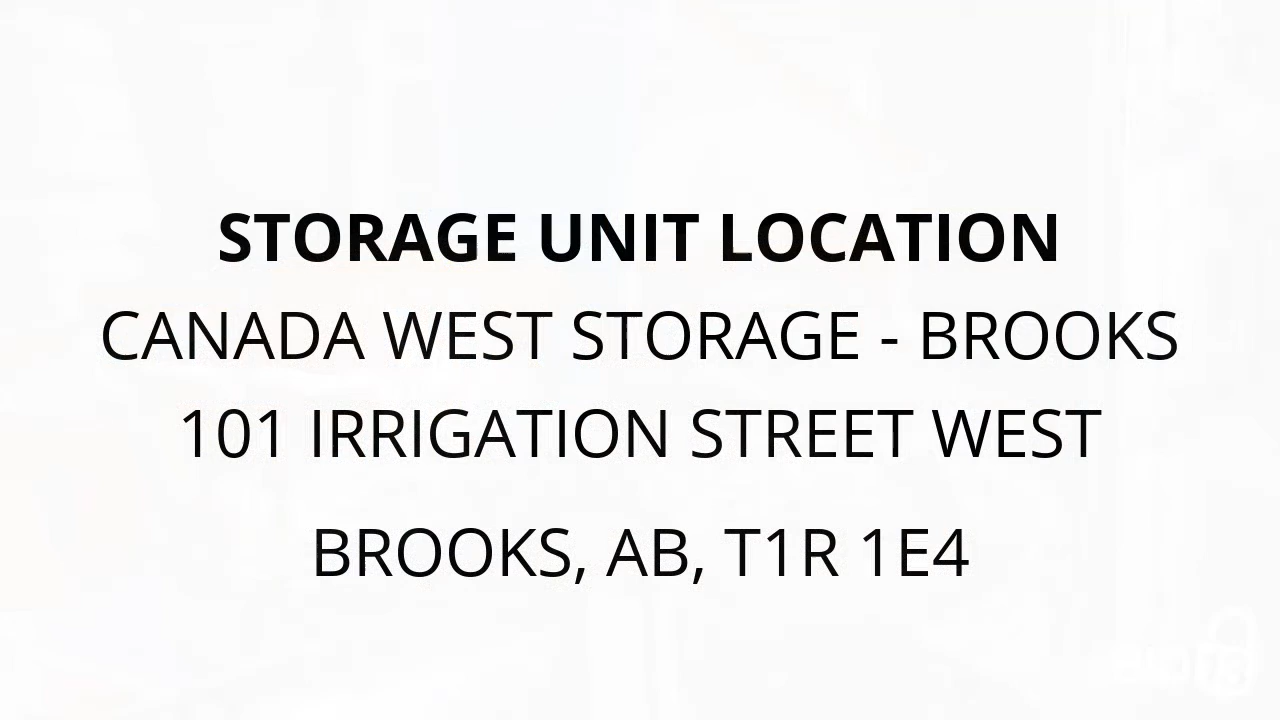 STORAGE UNIT LOCATION
CANADA WEST STORAGE - BROOKS
101 IRRIGATION STREET WEST
BROOKS, AB, T1R 1E4